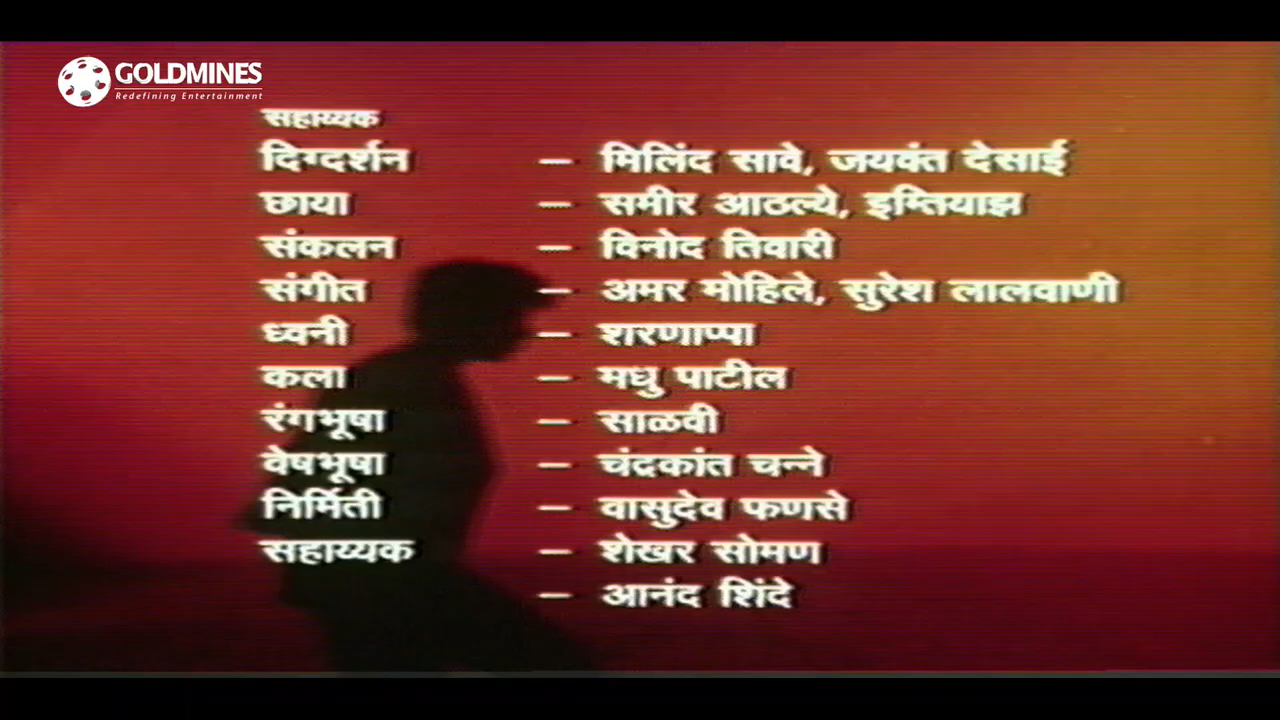 GOLDMINES
Redefining Entertainment
सहाय्यक
दिग्दर्शन – मिलिंद सावे, जयवंत देसाई
छाया – समीर आठल्ये, इम्तियाझ
संकलन – विनोद तिवारी
संगीत – अमर मोहिले, सुरेश लालवाणी
ध्वनी – शरणाप्पा
कला – मधु पाटील
रंगभूषा – साळवी
वेषभूषा – चंद्रकांत चन्ने
निर्मिती – वासुदेव फणसे
सहाय्यक – शेखर सोमण
– आनंद शिंदे